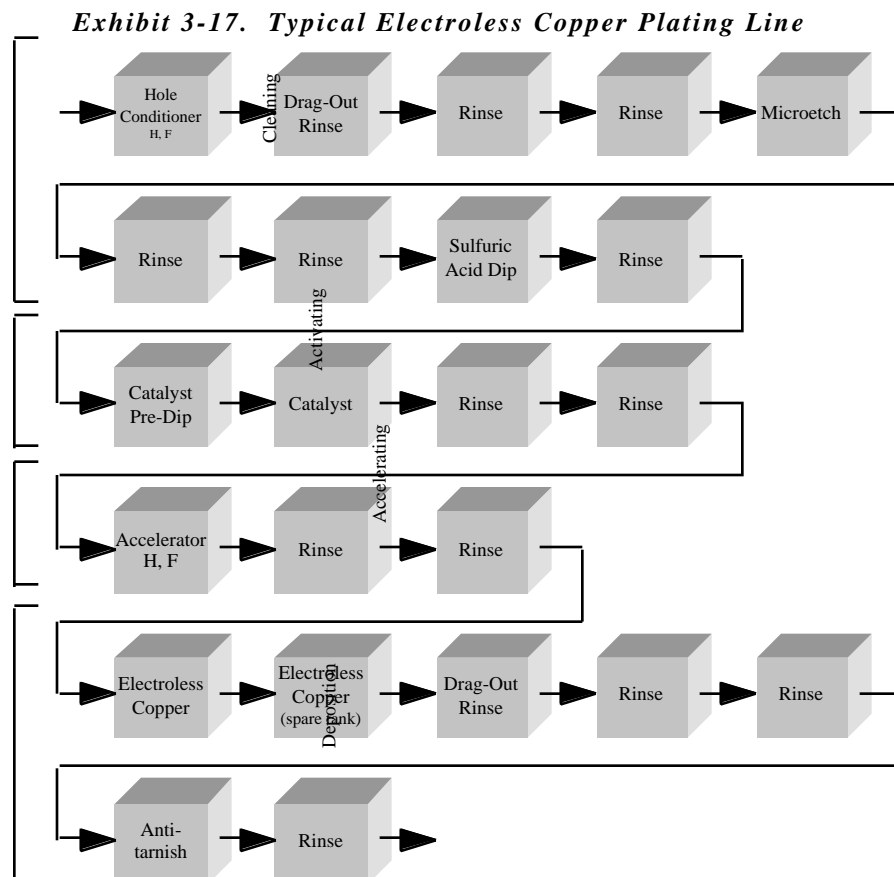 Exhibit 3-17. Typical Electroless Copper Plating Line
Cleaning
Hole
Conditioner
H, F
Drag-Out
Rinse
Rinse
Rinse
Microetch
Rinse
Rinse
Sulfuric
Acid Dip
Rinse
Activating
Catalyst
Pre-Dip
Catalyst
Rinse
Rinse
Accelerating
Accelerator
H, F
Rinse
Rinse
Deposition
Electroless
Copper
Electroless
Copper
(spare tank)
Drag-Out
Rinse
Rinse
Rinse
Anti-
tarnish
Rinse